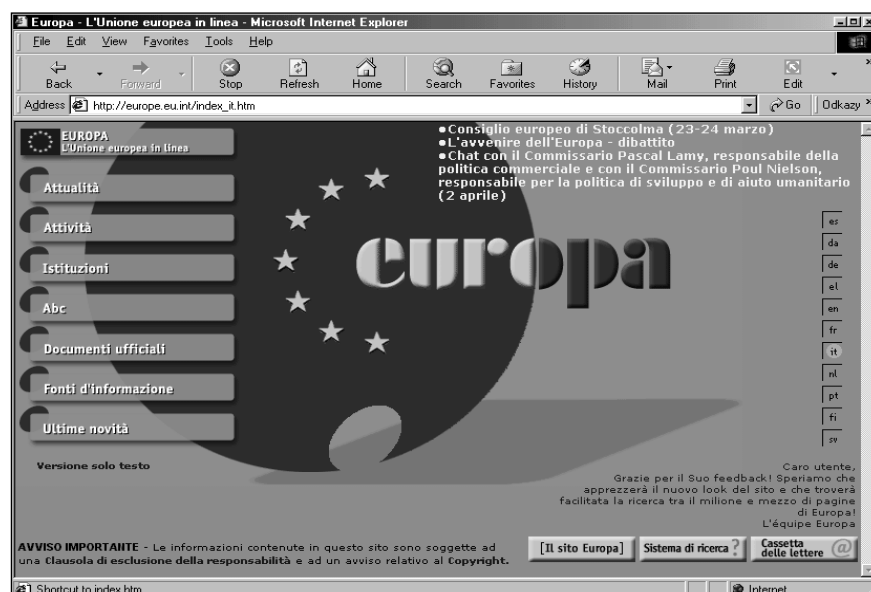 Europa - L'Unione europea in linea - Microsoft Internet Explorer
File Edit View Favorites Tools Help
Back Forward Stop Refresh Home Search Favorites History Mail Print Edit
Address http://europe.eu.int/index_it.htm Go Odkazy
EUROPA
L'Unione europea in linea
•Consiglio europeo di Stoccolma (23-24 marzo)
•L'avvenire dell'Europa - dibattito
•Chat con il Commissario Pascal Lamy, responsabile della
politica commerciale e con il Commissario Poul Nielson,
responsabile per la politica di sviluppo e di aiuto umanitario
(2 aprile)
Attualità
Attività
Istituzioni
Abc
Documenti ufficiali
Fonti d'informazione
Ultime novità
Versione solo testo
europa
es
da
de
el
en
fr
it
nl
pt
fi
sv
Caro utente,
Grazie per il Suo feedback! Speriamo che
apprezzerà il nuovo look del sito e che troverà
facilitata la ricerca tra il milione e mezzo di pagine
di Europa!
L'équipe Europa
AVVISO IMPORTANTE - Le informazioni contenute in questo sito sono soggette ad
una Clausola di esclusione della responsabilità e ad un avviso relativo al Copyright.
[Il sito Europa]
Sistema di ricerca ?
Cassetta
delle lettere @
Shortcut to index.htm Internet